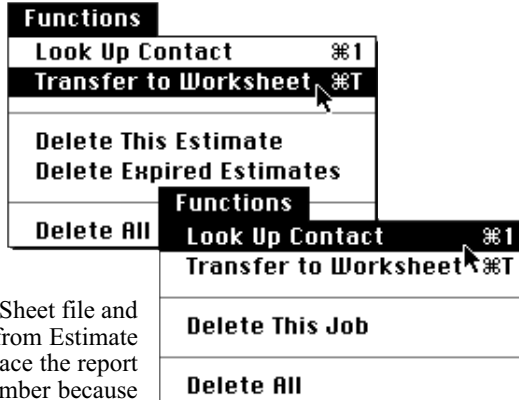 Functions
Look Up Contact ⌘1
Transfer to Worksheet ⌘T
Delete This Estimate
Delete Expired Estimates
Delete All
Functions
Look Up Contact ⌘1
Transfer to Worksheet ⌘T
Delete This Job
Delete All
Sheet file and
from Estimate
ace the report
mber because